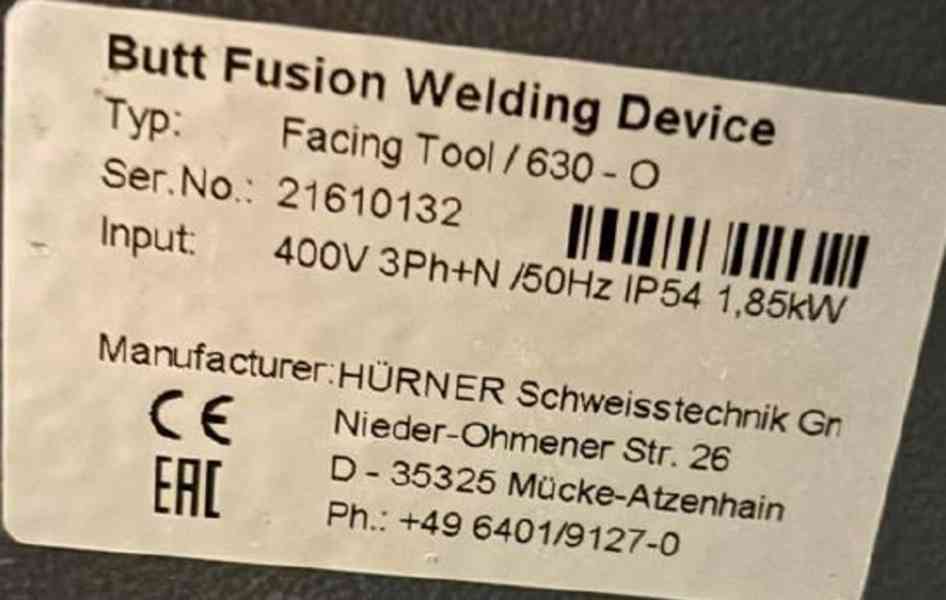 Butt Fusion Welding Device
Typ: Facing Tool / 630 - O
Ser.No.: 21610132
Input: 400V 3Ph+N /50Hz IP54 1,85kW
Manufacturer: HÜRNER Schweisstechnik
Nieder-Ohmener Str. 26
D - 35325 Mücke-Atzenhain
Ph.: +49 6401/9127-0
CE
EAC